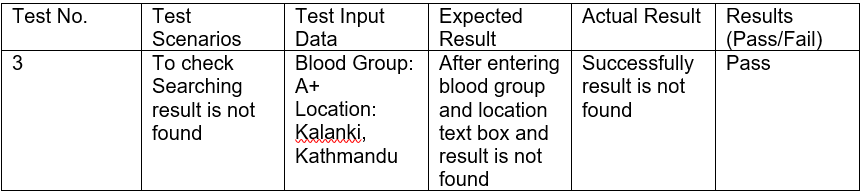 Test No.
Test
Scenarios
Test Input
Data
Expected
Result
Actual Result
Results
(Pass/Fail)
3
To check
Searching
result is not
found
Blood Group:
A+
Location:
Kalanki,
Kathmandu
After entering
blood group
and location
text box and
result is not
found
Successfully
result is not
found
Pass